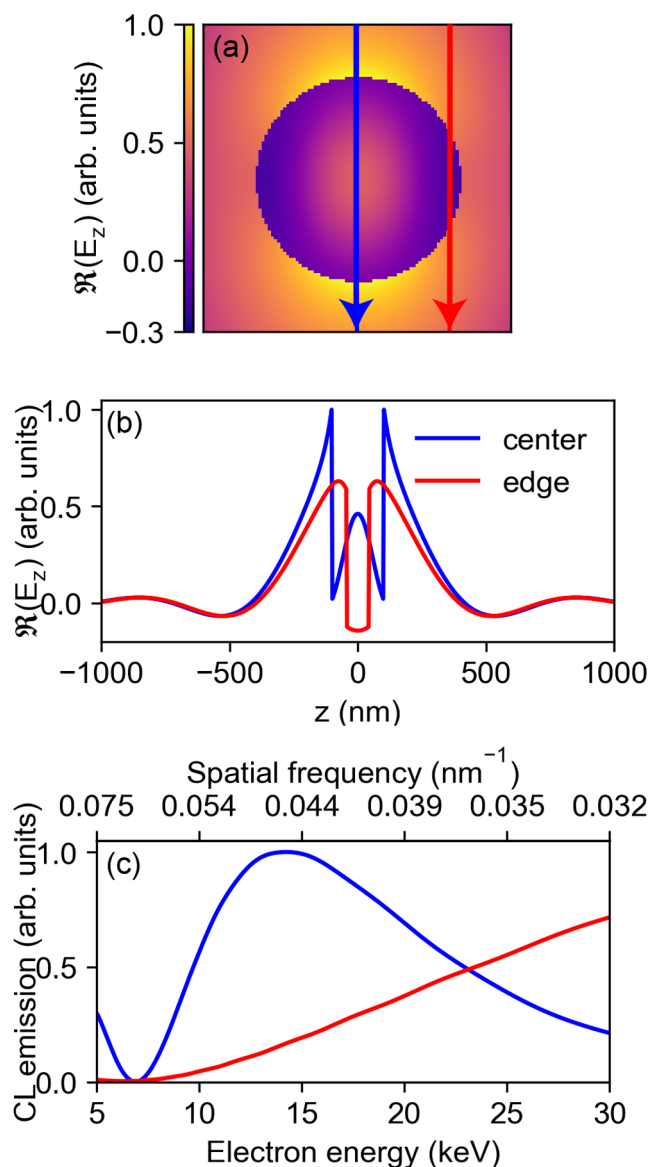 (a)
1.0
0.5
0.0
−0.3
ℜ(E_z) (arb. units)
(b)
center
edge
1.0
0.5
0.0
ℜ(E_z) (arb. units)
−1000 −500 0 500 1000
z (nm)
Spatial frequency (nm⁻¹)
0.075 0.054 0.044 0.039 0.035 0.032
(c)
1.0
0.5
0.0
CL emission (arb. units)
5 10 15 20 25 30
Electron energy (keV)